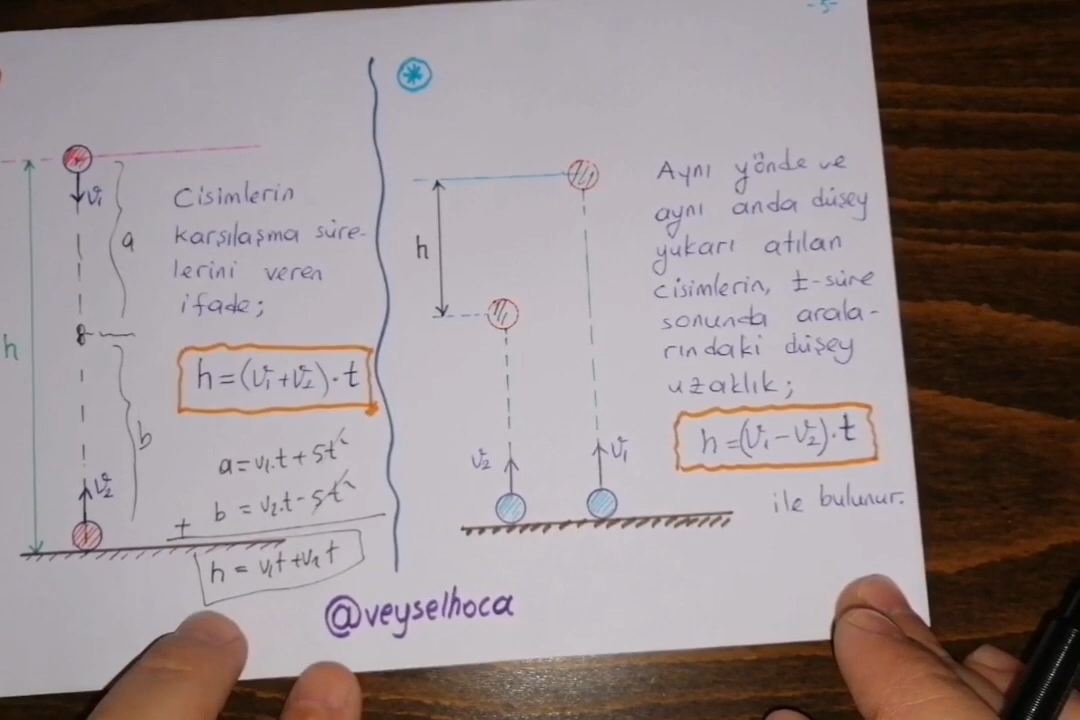 -5-
v₁
a
h
b
v₂
Cisimlerin
karşılaşma süre-
lerini veren
ifade;
h=(v₁+v₂).t
a=v₁.t+5t²
b=v₂.t-5t²
+
h = v₁t+v₂t
h
v₂
v₁
Aynı yönde ve
aynı anda düşey
yukarı atılan
cisimlerin, t-süre
sonunda arala-
rındaki düşey
uzaklık;
h=(v₁-v₂).t
ile bulunur.
@veyselhoca